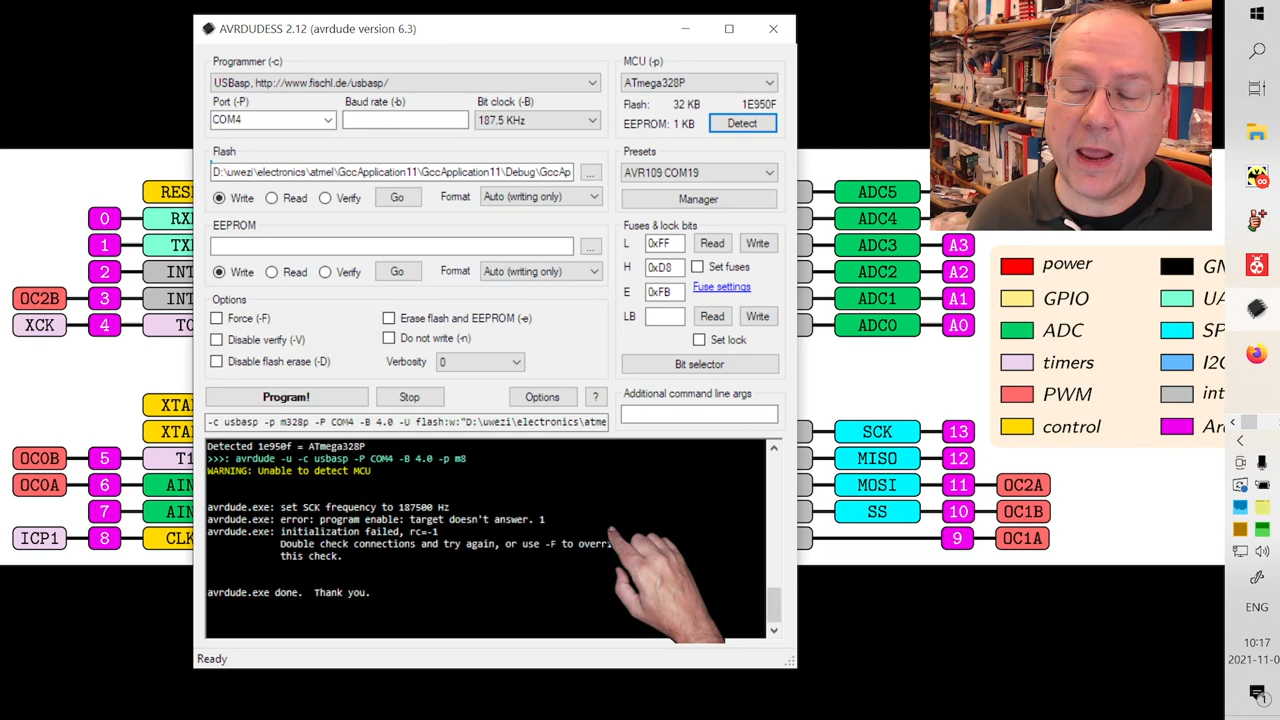 AVRDUDESS 2.12 (avrdude version 6.3)
Programmer (-c)
USBasp, http://www.fischl.de/usbasp/
Port (-P)
Baud rate (-b)
Bit clock (-B)
COM4
187.5 KHz
MCU (-p)
ATmega328P
Flash: 32 KB 1E950F
EEPROM: 1 KB
Detect
Flash
D:\uwezi\electronics\atmel\GccApplication11\GccApplication11\Debug\GccAp
...
Write Read Verify Go Format Auto (writing only)
Presets
AVR109 COM19
Manager
EEPROM
...
Write Read Verify Go Format Auto (writing only)
Fuses & lock bits
L 0xFF Read Write
H 0xD8 Set fuses
E 0xFB Fuse settings
LB Read Write
Set lock
Bit selector
Options
Force (-F) Erase flash and EEPROM (-e)
Disable verify (-V) Do not write (-n)
Disable flash erase (-D) Verbosity 0
Program! Stop Options ?
Additional command line args
-c usbasp -p m328p -P COM4 -B 4.0 -U flash:w:"D:\uwezi\electronics\atme
Detected 1e950f = ATmega328P
>>>: avrdude -u -c usbasp -P COM4 -B 4.0 -p m8
WARNING: Unable to detect MCU
avrdude.exe: set SCK frequency to 187500 Hz
avrdude.exe: error: program enable: target doesn't answer. 1
avrdude.exe: initialization failed, rc=-1
Double check connections and try again, or use -F to overri
this check.
avrdude.exe done. Thank you.
Ready
RESE
0 RX
1 TX
2 INT
OC2B 3 INT
XCK 4 T0
XTA
XTA
OC0B 5 T1
OC0A 6 AIN
7 AIN
ICP1 8 CLK
ADC5
ADC4
ADC3 A3
ADC2 A2
ADC1 A1
ADC0 A0
SCK 13
MISO 12
MOSI 11 OC2A
SS 10 OC1B
9 OC1A
power GN
GPIO UA
ADC SP
timers I2C
PWM int
control Ar
ENG
10:17
2021-11-0
1